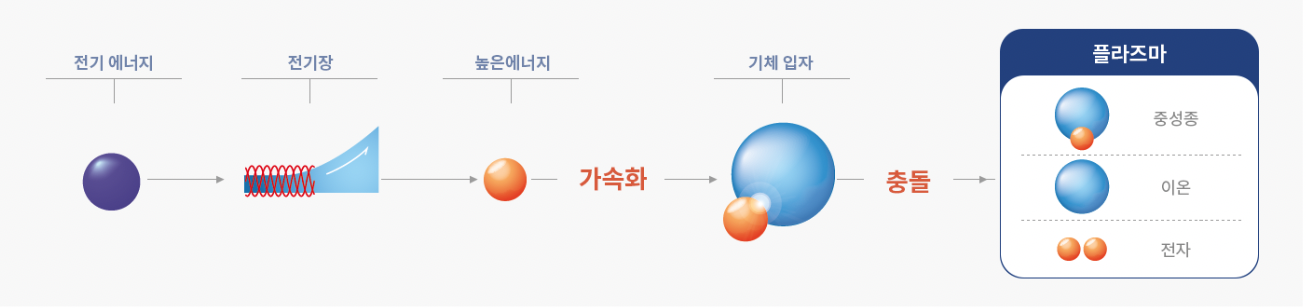 전기 에너지
전기장
높은에너지
가속화
기체 입자
충돌
플라즈마
중성종
이온
전자